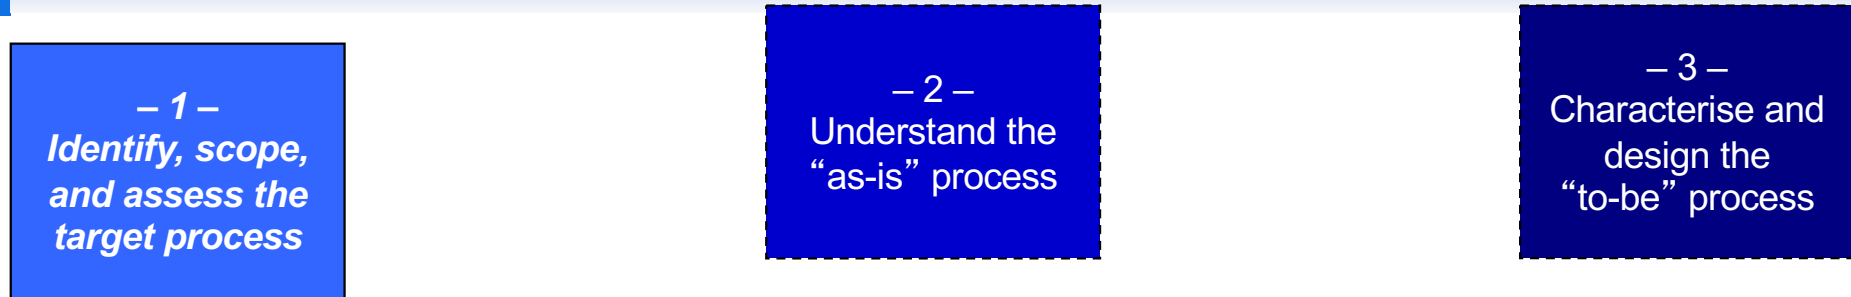 – 1 –
Identify, scope,
and assess the
target process
– 2 –
Understand the
“as-is” process
– 3 –
Characterise and
design the
“to-be” process